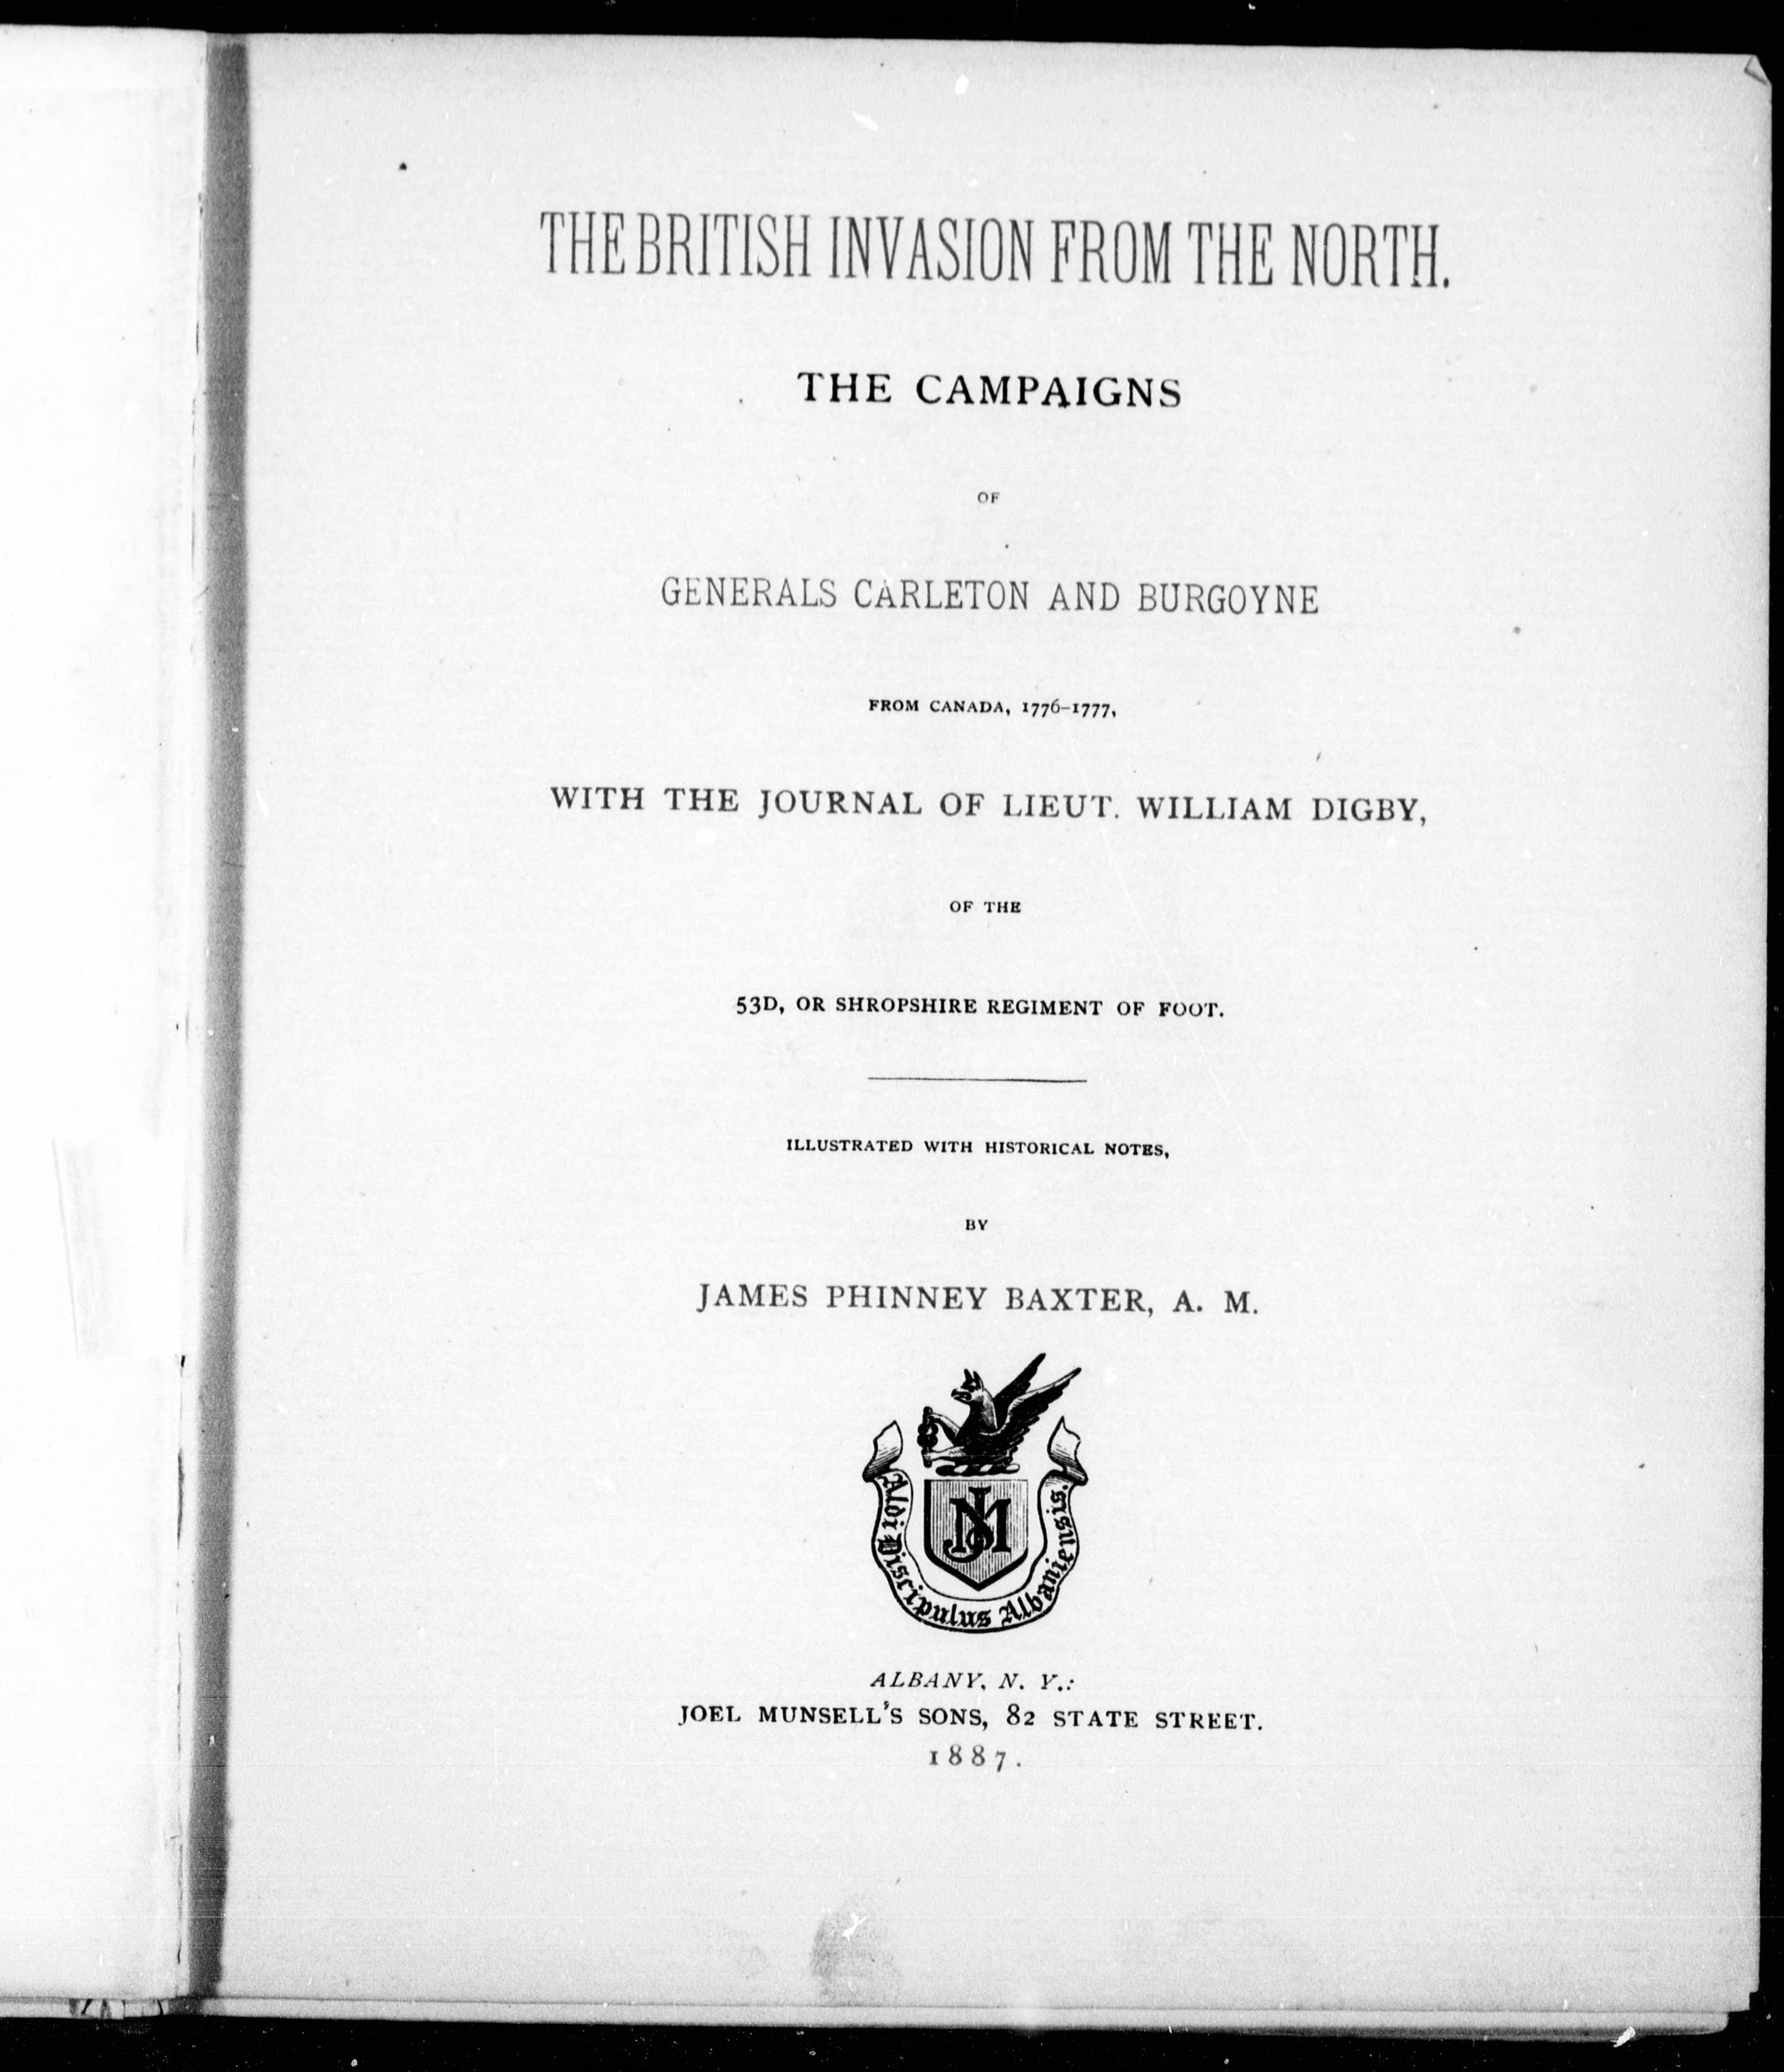 THE BRITISH INVASION FROM THE NORTH.
THE CAMPAIGNS
OF
GENERALS CARLETON AND BURGOYNE
FROM CANADA, 1776–1777,
WITH THE JOURNAL OF LIEUT. WILLIAM DIGBY,
OF THE
53D, OR SHROPSHIRE REGIMENT OF FOOT.
ILLUSTRATED WITH HISTORICAL NOTES,
BY
JAMES PHINNEY BAXTER, A. M.
JM
Aldi Discipulus Albaniensis.
ALBANY, N. Y.:
JOEL MUNSELL'S SONS, 82 STATE STREET.
1887.